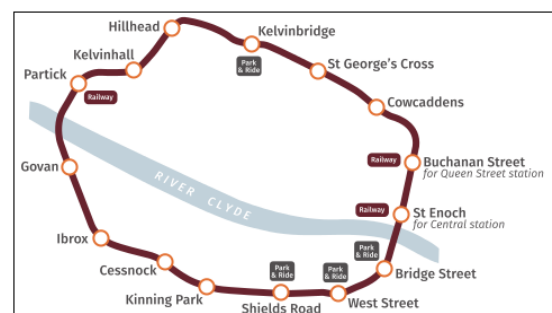 Hillhead
Kelvinbridge
Park
& Ride
Kelvinhall
St George's Cross
Partick
Railway
Cowcaddens
Railway
Buchanan Street
for Queen Street station
Govan
RIVER CLYDE
Railway
St Enoch
for Central station
Ibrox
Park
& Ride
Bridge Street
Cessnock
Park
& Ride
Park
& Ride
Kinning Park
Shields Road
West Street